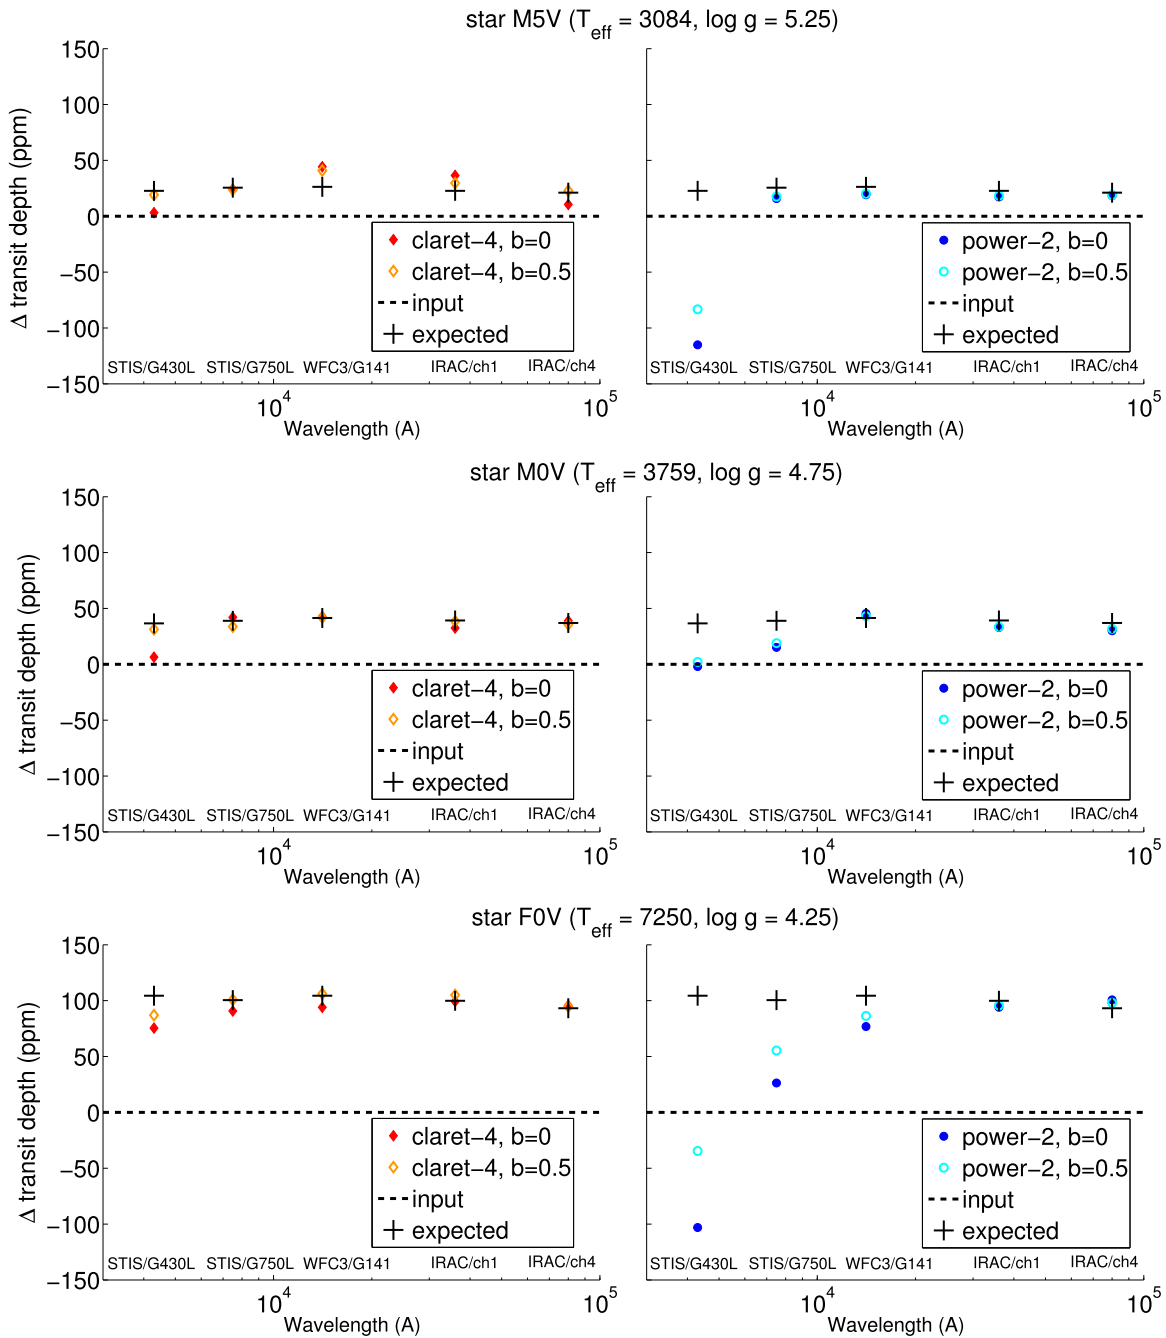 star M5V (T_eff = 3084, log g = 5.25)
Δ transit depth (ppm)
150
100
50
0
−50
−100
−150
claret−4, b=0
claret−4, b=0.5
input
expected
STIS/G430L STIS/G750L WFC3/G141 IRAC/ch1 IRAC/ch4
10^4 10^5
Wavelength (A)
power−2, b=0
power−2, b=0.5
input
expected
STIS/G430L STIS/G750L WFC3/G141 IRAC/ch1 IRAC/ch4
10^4 10^5
Wavelength (A)
star M0V (T_eff = 3759, log g = 4.75)
Δ transit depth (ppm)
150
100
50
0
−50
−100
−150
claret−4, b=0
claret−4, b=0.5
input
expected
STIS/G430L STIS/G750L WFC3/G141 IRAC/ch1 IRAC/ch4
10^4 10^5
Wavelength (A)
power−2, b=0
power−2, b=0.5
input
expected
STIS/G430L STIS/G750L WFC3/G141 IRAC/ch1 IRAC/ch4
10^4 10^5
Wavelength (A)
star F0V (T_eff = 7250, log g = 4.25)
Δ transit depth (ppm)
150
100
50
0
−50
−100
−150
claret−4, b=0
claret−4, b=0.5
input
expected
STIS/G430L STIS/G750L WFC3/G141 IRAC/ch1 IRAC/ch4
10^4 10^5
Wavelength (A)
power−2, b=0
power−2, b=0.5
input
expected
STIS/G430L STIS/G750L WFC3/G141 IRAC/ch1 IRAC/ch4
10^4 10^5
Wavelength (A)